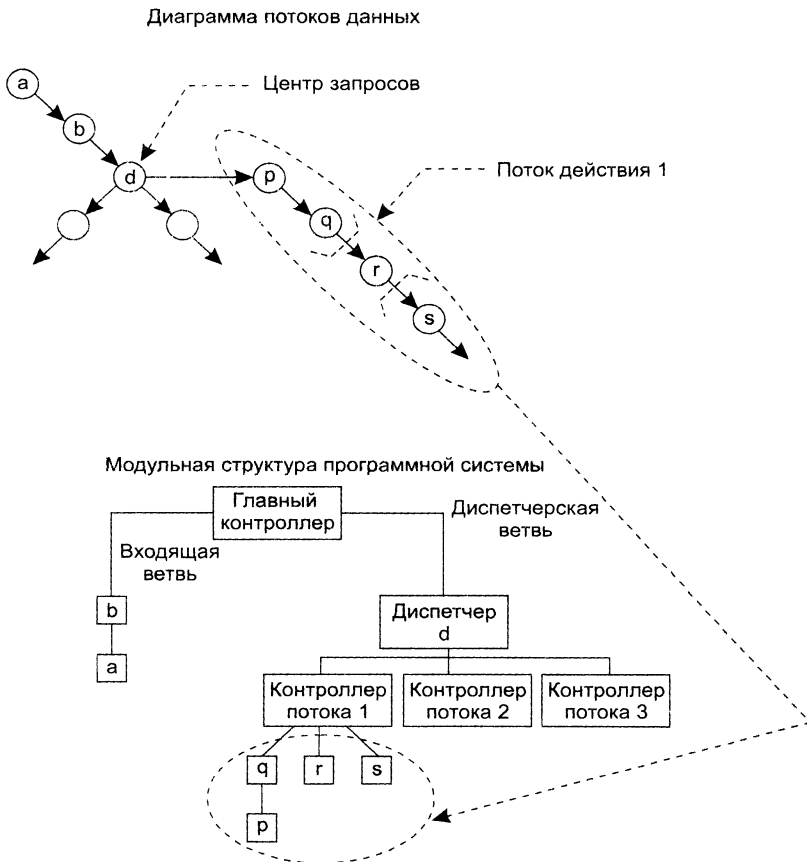 Диаграмма потоков данных
a
Центр запросов
b
d
p
Поток действия 1
q
r
s
Модульная структура программной системы
Главный
контроллер
Диспетчерская
ветвь
Входящая
ветвь
b
a
Диспетчер
d
Контроллер
потока 1
Контроллер
потока 2
Контроллер
потока 3
q
r
s
p